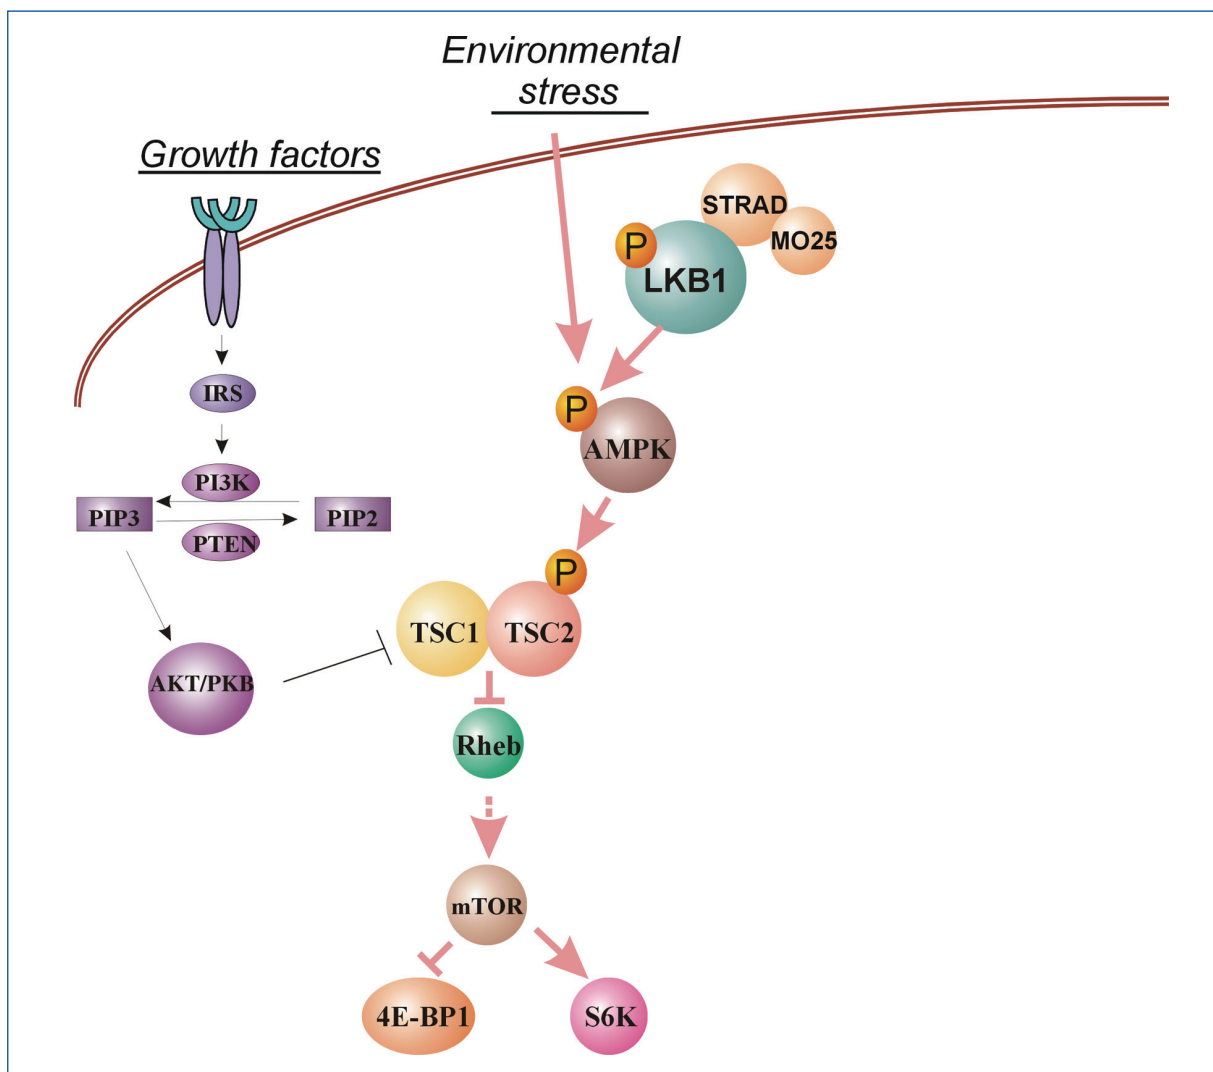 Environmental
stress
Growth factors
STRAD
MO25
P
LKB1
IRS
P
AMPK
PI3K
PIP3
PIP2
PTEN
P
TSC1
TSC2
AKT/PKB
Rheb
mTOR
4E-BP1
S6K